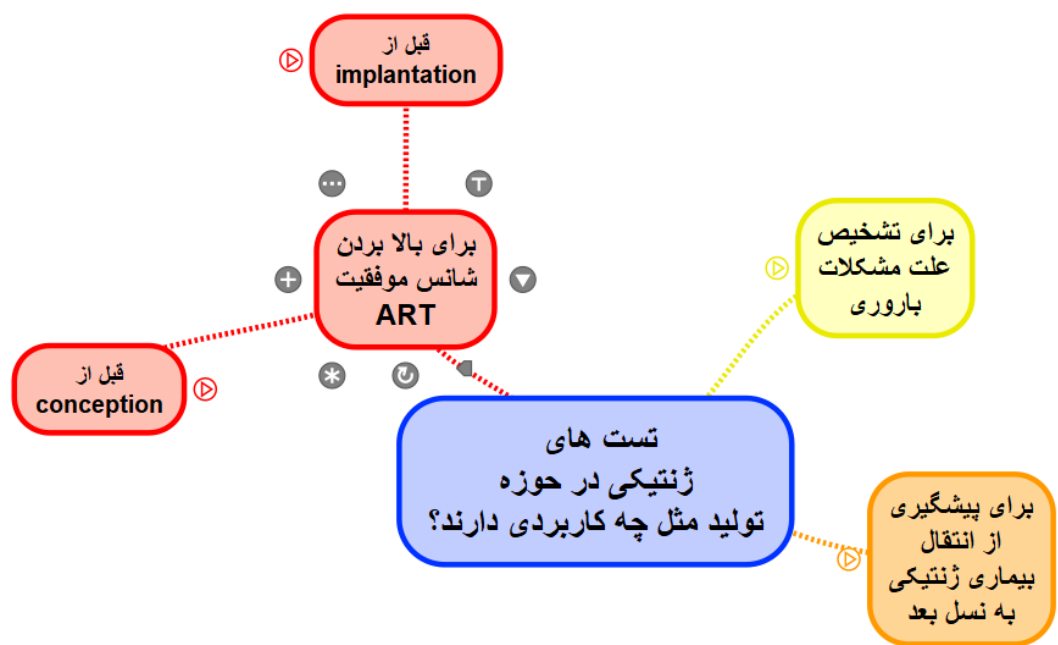 قبل از
implantation
برای بالا بردن
شانس موفقیت
ART
قبل از
conception
برای تشخیص
علت مشکلات
باروری
تست های
ژنتیکی در حوزه
تولید مثل چه کاربردی دارند؟
برای پیشگیری
از انتقال
بیماری ژنتیکی
به نسل بعد